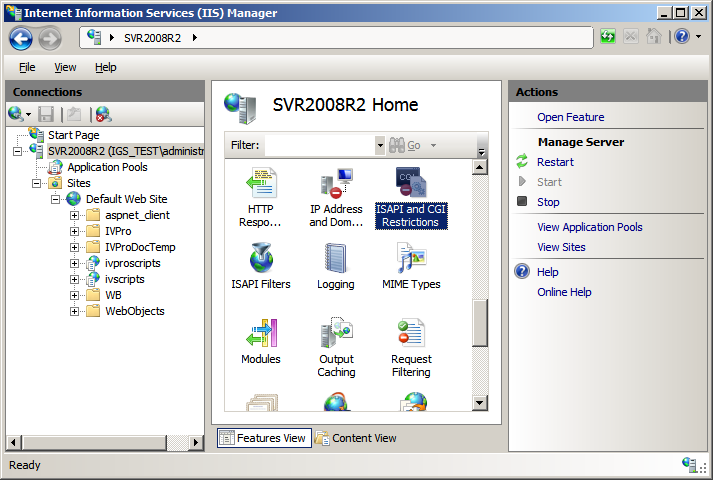 Internet Information Services (IIS) Manager
SVR2008R2
File View Help
Connections
Start Page
SVR2008R2 (IGS_TEST\administr
Application Pools
Sites
Default Web Site
aspnet_client
IVPro
IVProDocTemp
ivproscripts
ivscripts
WB
WebObjects
SVR2008R2 Home
Filter: Go
HTTP Respo...
IP Address and Dom...
ISAPI and CGI Restrictions
ISAPI Filters
Logging
MIME Types
Modules
Output Caching
Request Filtering
Features View Content View
Actions
Open Feature
Manage Server
Restart
Start
Stop
View Application Pools
View Sites
Help
Online Help
Ready